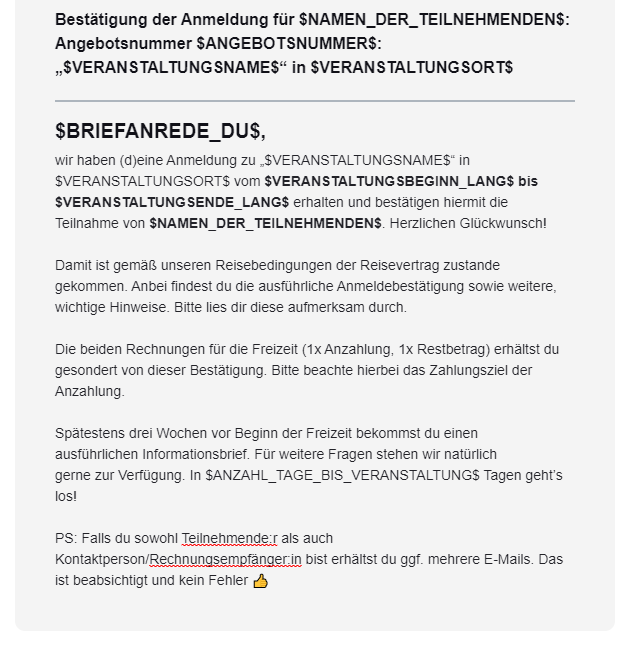 Bestätigung der Anmeldung für $NAMEN_DER_TEILNEHMENDEN$:
Angebotsnummer $ANGEBOTSNUMMER$:
„$VERANSTALTUNGSNAME$“ in $VERANSTALTUNGSORT$
$BRIEFANREDE_DU$,
wir haben (d)eine Anmeldung zu „$VERANSTALTUNGSNAME$“ in
$VERANSTALTUNGSORT$ vom $VERANSTALTUNGSBEGINN_LANG$ bis
$VERANSTALTUNGSENDE_LANG$ erhalten und bestätigen hiermit die
Teilnahme von $NAMEN_DER_TEILNEHMENDEN$. Herzlichen Glückwunsch!
Damit ist gemäß unseren Reisebedingungen der Reisevertrag zustande
gekommen. Anbei findest du die ausführliche Anmeldebestätigung sowie weitere,
wichtige Hinweise. Bitte lies dir diese aufmerksam durch.
Die beiden Rechnungen für die Freizeit (1x Anzahlung, 1x Restbetrag) erhältst du
gesondert von dieser Bestätigung. Bitte beachte hierbei das Zahlungsziel der
Anzahlung.
Spätestens drei Wochen vor Beginn der Freizeit bekommst du einen
ausführlichen Informationsbrief. Für weitere Fragen stehen wir natürlich
gerne zur Verfügung. In $ANZAHL_TAGE_BIS_VERANSTALTUNG$ Tagen geht’s
los!
PS: Falls du sowohl Teilnehmende:r als auch
Kontaktperson/Rechnungsempfänger:in bist erhältst du ggf. mehrere E-Mails. Das
ist beabsichtigt und kein Fehler 👍